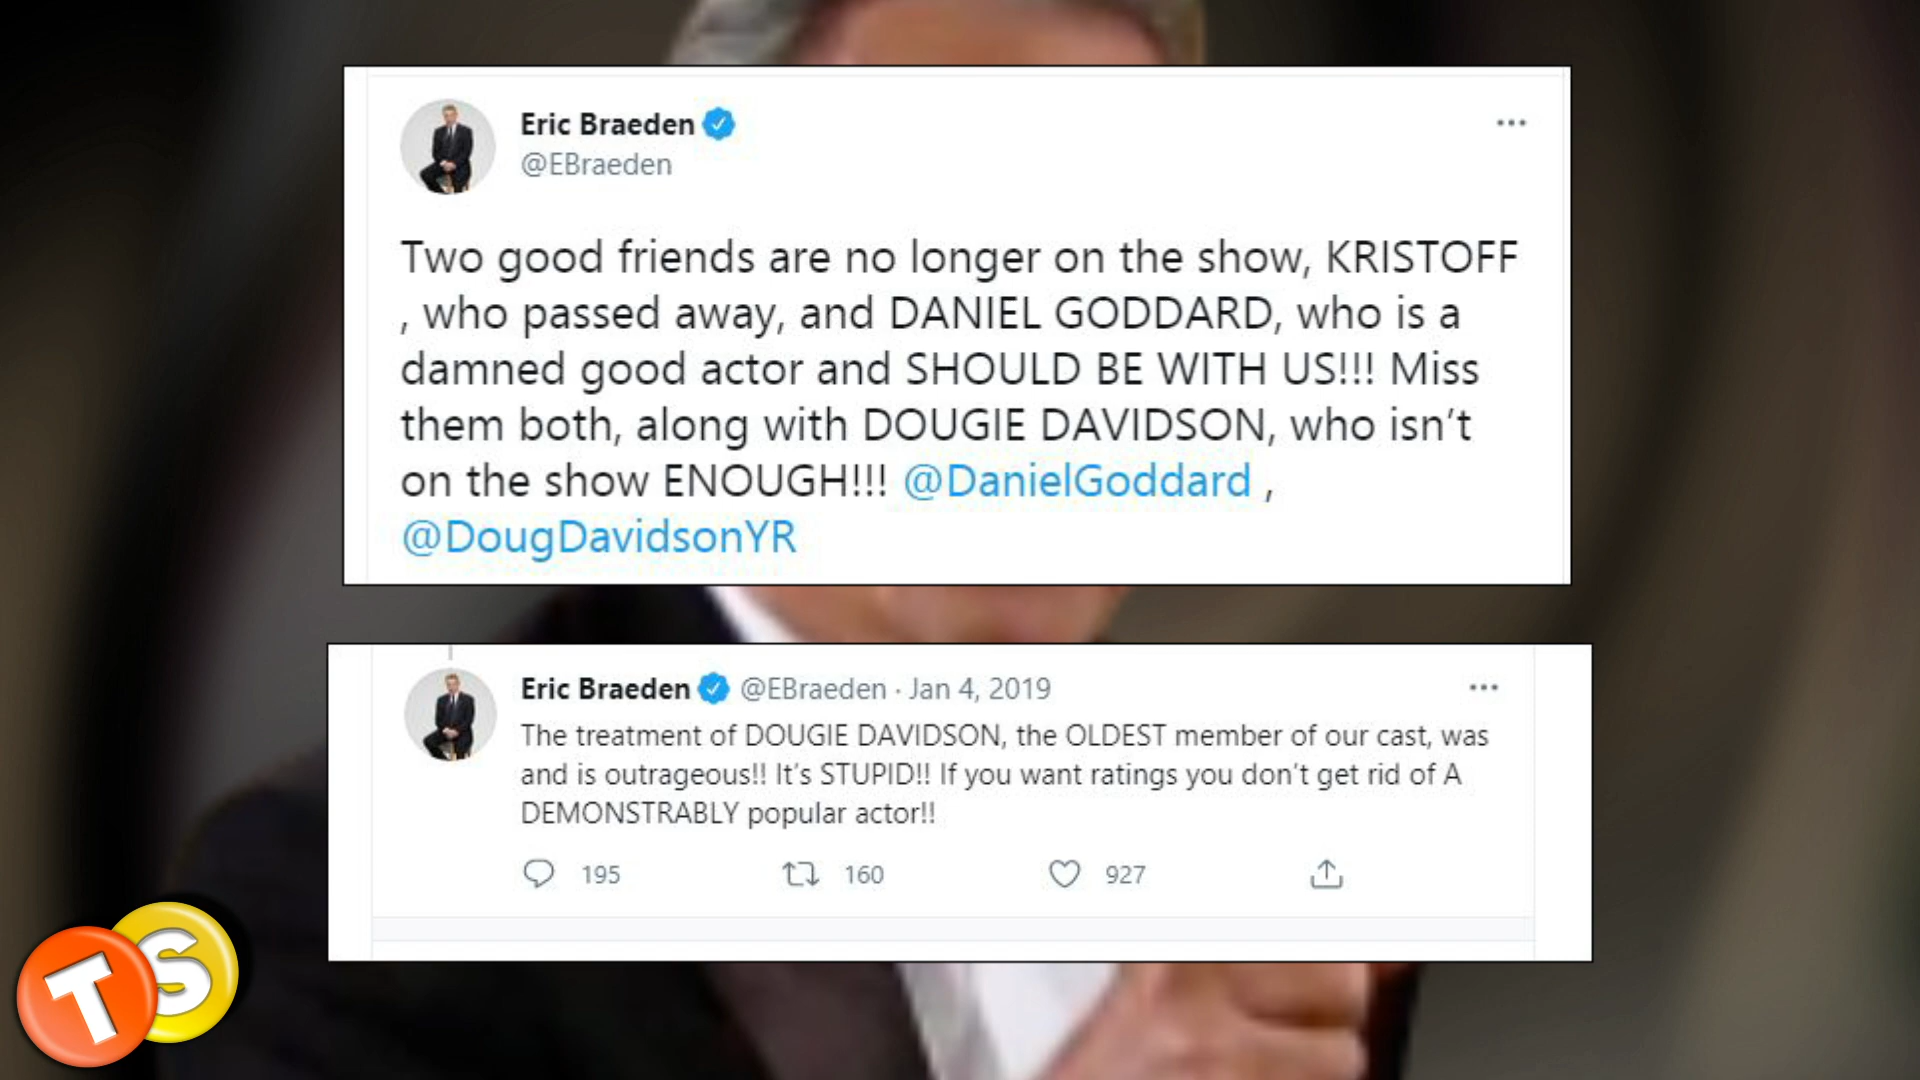 Eric Braeden
@EBraeden
Two good friends are no longer on the show, KRISTOFF
, who passed away, and DANIEL GODDARD, who is a
damned good actor and SHOULD BE WITH US!!! Miss
them both, along with DOUGIE DAVIDSON, who isn't
on the show ENOUGH!!! @DanielGoddard ,
@DougDavidsonYR
Eric Braeden @EBraeden · Jan 4, 2019
The treatment of DOUGIE DAVIDSON, the OLDEST member of our cast, was
and is outrageous!! It's STUPID!! If you want ratings you don't get rid of A
DEMONSTRABLY popular actor!!
195 160 927
TS